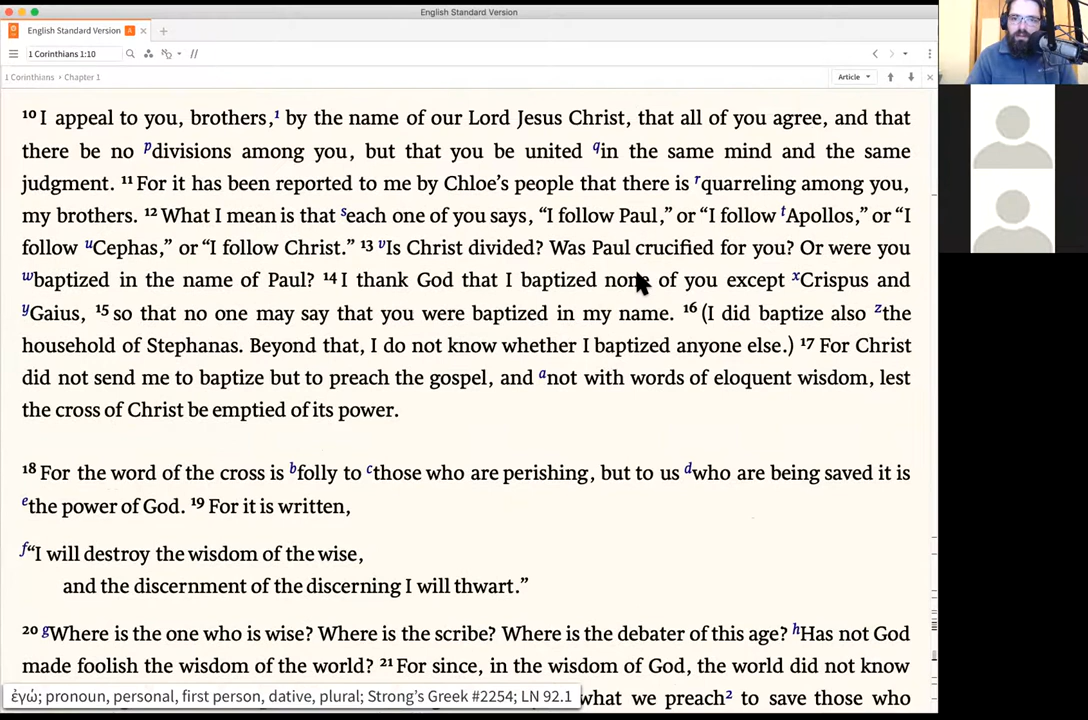 English Standard Version
English Standard Version A
1 Corinthians 1:10
1 Corinthians › Chapter 1
Article
10 I appeal to you, brothers,1 by the name of our Lord Jesus Christ, that all of you agree, and that
there be no pdivisions among you, but that you be united qin the same mind and the same
judgment. 11 For it has been reported to me by Chloe's people that there is rquarreling among you,
my brothers. 12 What I mean is that seach one of you says, “I follow Paul,” or “I follow tApollos,” or “I
follow uCephas,” or “I follow Christ.” 13 vIs Christ divided? Was Paul crucified for you? Or were you
wbaptized in the name of Paul? 14 I thank God that I baptized none of you except xCrispus and
yGaius, 15 so that no one may say that you were baptized in my name. 16 (I did baptize also zthe
household of Stephanas. Beyond that, I do not know whether I baptized anyone else.) 17 For Christ
did not send me to baptize but to preach the gospel, and anot with words of eloquent wisdom, lest
the cross of Christ be emptied of its power.
18 For the word of the cross is bfolly to cthose who are perishing, but to us dwho are being saved it is
ethe power of God. 19 For it is written,
f“I will destroy the wisdom of the wise,
and the discernment of the discerning I will thwart.”
20 gWhere is the one who is wise? Where is the scribe? Where is the debater of this age? hHas not God
made foolish the wisdom of the world? 21 For since, in the wisdom of God, the world did not know
what we preach2 to save those who
ἐγώ; pronoun, personal, first person, dative, plural; Strong's Greek #2254; LN 92.1